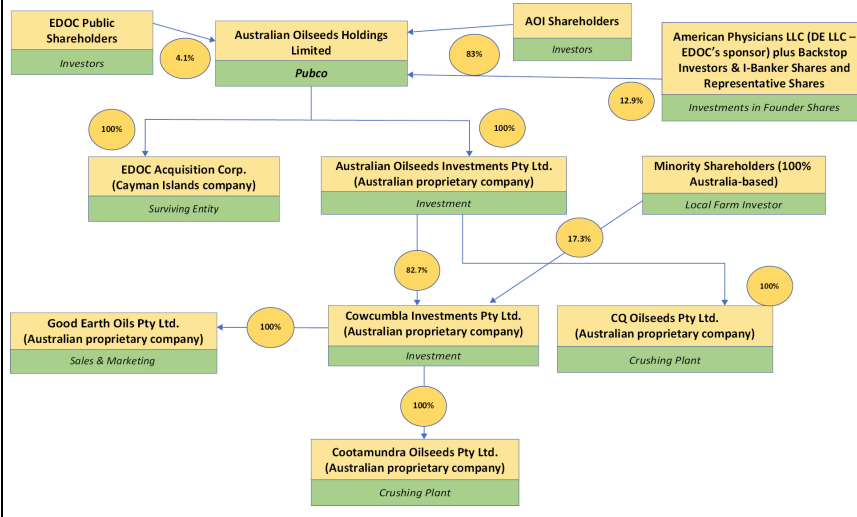 EDOC Public
Shareholders
Investors
4.1%
Australian Oilseeds Holdings
Limited
Pubco
83%
AOI Shareholders
Investors
American Physicians LLC (DE LLC –
EDOC's sponsor) plus Backstop
Investors & I-Banker Shares and
Representative Shares
Investments in Founder Shares
12.9%
100%
100%
EDOC Acquisition Corp.
(Cayman Islands company)
Surviving Entity
Australian Oilseeds Investments Pty Ltd.
(Australian proprietary company)
Investment
Minority Shareholders (100%
Australia-based)
Local Farm Investor
17.3%
82.7%
100%
Good Earth Oils Pty Ltd.
(Australian proprietary company)
Sales & Marketing
100%
Cowcumbla Investments Pty Ltd.
(Australian proprietary company)
Investment
CQ Oilseeds Pty Ltd.
(Australian proprietary company)
Crushing Plant
100%
Cootamundra Oilseeds Pty Ltd.
(Australian proprietary company)
Crushing Plant